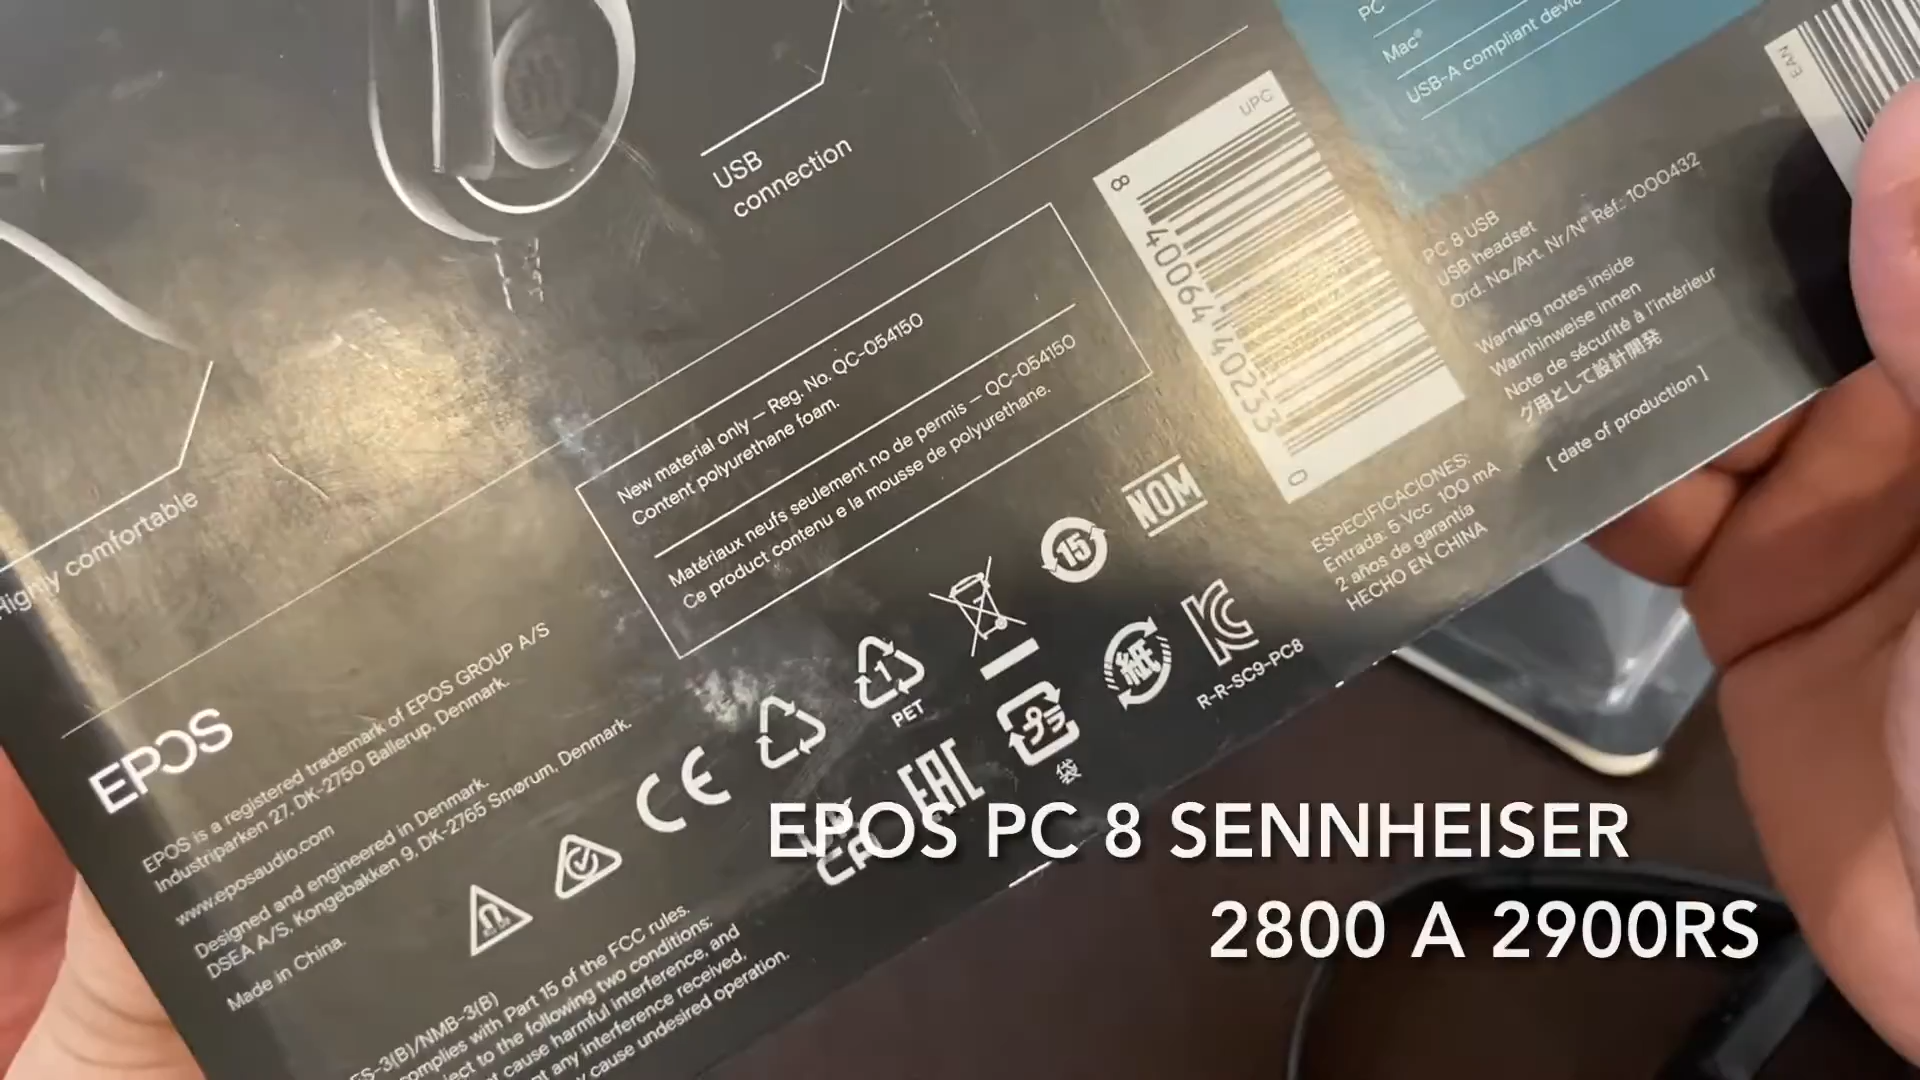 PC
Mac®
USB-A compliant
EAN
USB
connection
UPC
8
40064 40233
0
PC 8 USB
USB headset
Ord. No./Art. Nr/N° Réf.: 1000432
Warning notes inside
Warnhinweise innen
Note de sécurité à l'intérieur
グ用として設計開発
[ date of production ]
New material only – Reg. No. QC-054150
Content polyurethane foam.
Matériaux neufs seulement no de permis – QC-054150
Ce product contenu e la mousse de polyurethane.
Highly comfortable
NOM
15
ESPECIFICACIONES:
Entrada: 5 Vcc 100 mA
2 años de garantía
HECHO EN CHINA
紙
R-R-SC9-PC8
1
PET
プラ
袋
EAC
CE
UK
CA
EPOS
EPOS is a registered trademark of EPOS GROUP A/S
Industriparken 27, DK-2750 Ballerup, Denmark.
www.eposaudio.com
Designed and engineered in Denmark.
DSEA A/S, Kongebakken 9, DK-2765 Smørum, Denmark.
Made in China.
ES-3(B)/NMB-3(B)
complies with Part 15 of the FCC rules.
ject to the following two conditions:
t cause harmful interference, and
t any interference received,
y cause undesired operation.
EPOS PC 8 SENNHEISER
2800 A 2900RS